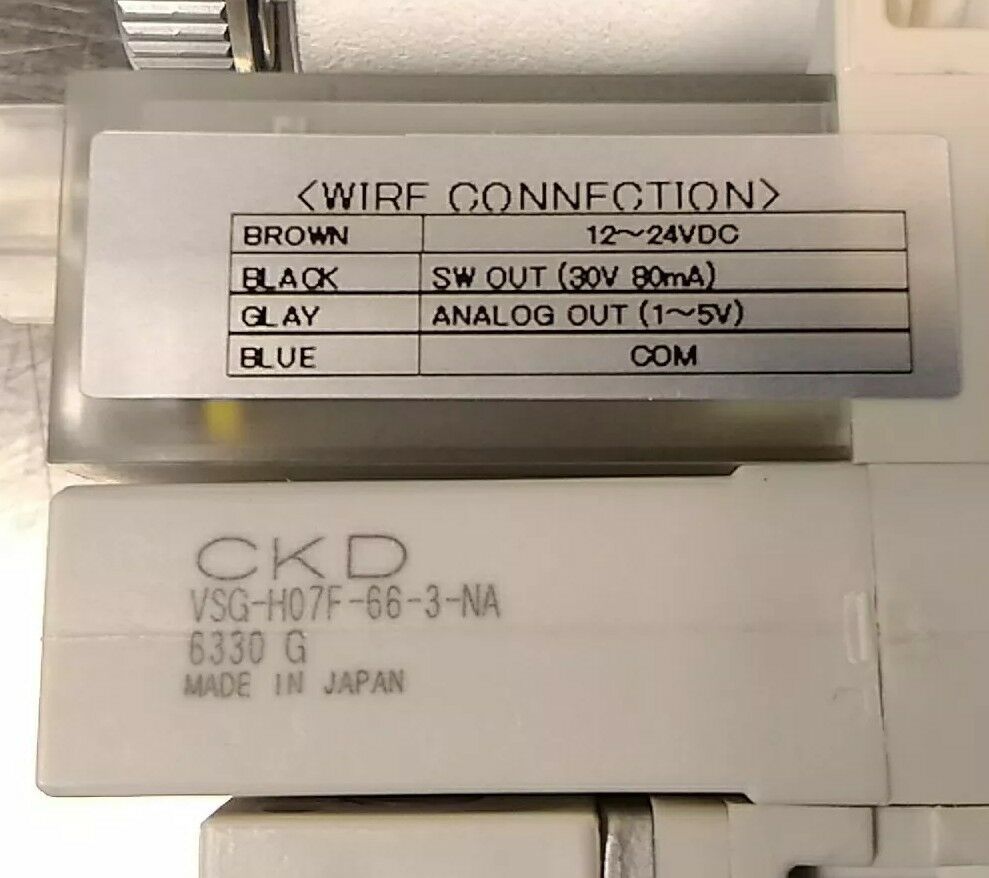 <WIRE CONNECTION>
BROWN 12~24VDC
BLACK SW OUT (30V 80mA)
GLAY ANALOG OUT (1~5V)
BLUE COM
CKD
VSG-H07F-66-3-NA
6330 G
MADE IN JAPAN